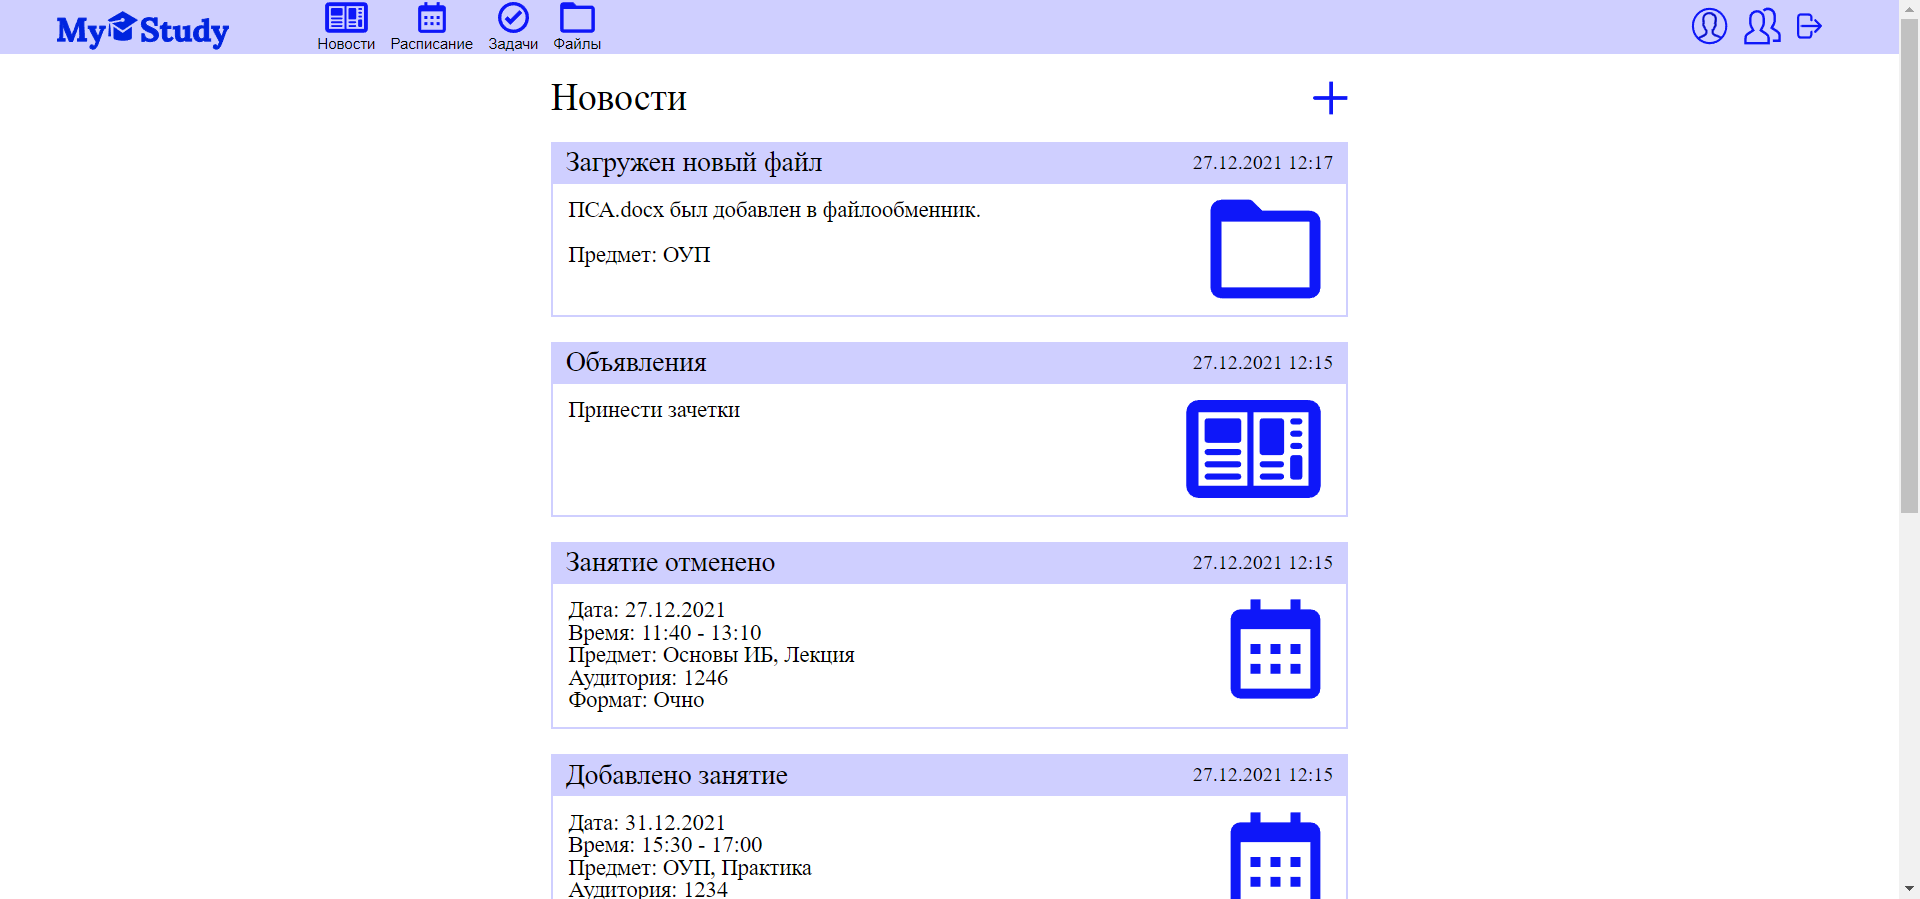 My Study
Новости Расписание Задачи Файлы
Новости
Загружен новый файл 27.12.2021 12:17
ПСА.docx был добавлен в файлообменник.
Предмет: ОУП
Объявления 27.12.2021 12:15
Принести зачетки
Занятие отменено 27.12.2021 12:15
Дата: 27.12.2021
Время: 11:40 - 13:10
Предмет: Основы ИБ, Лекция
Аудитория: 1246
Формат: Очно
Добавлено занятие 27.12.2021 12:15
Дата: 31.12.2021
Время: 15:30 - 17:00
Предмет: ОУП, Практика
Аудитория: 1234